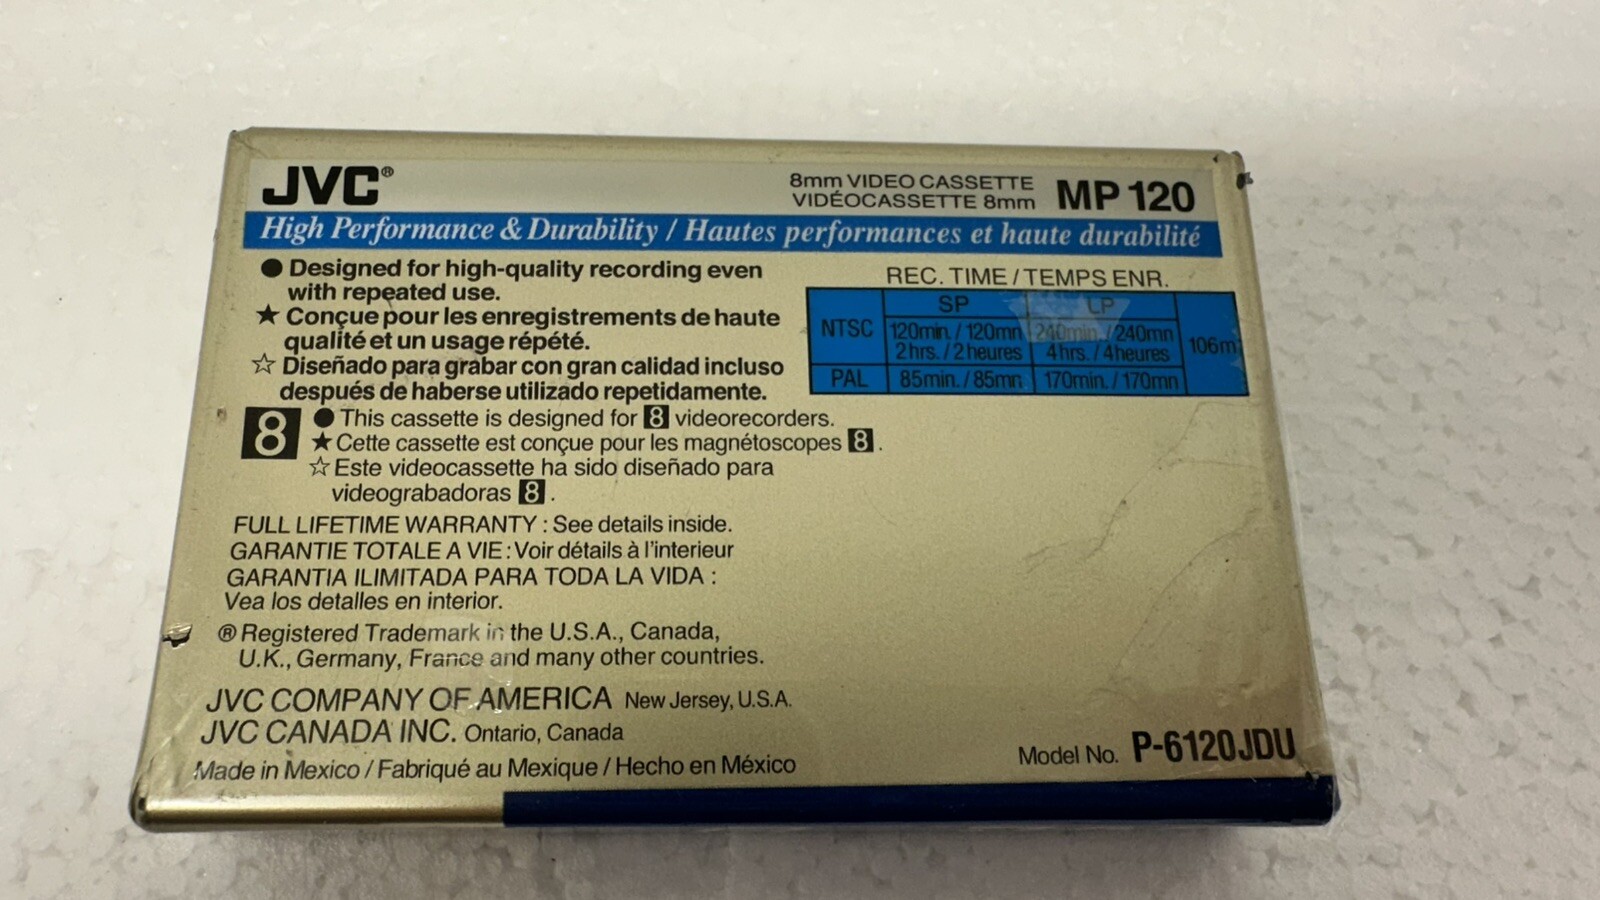 JVC®
8mm VIDEO CASSETTE
VIDÉOCASSETTE 8mm
MP 120
High Performance & Durability / Hautes performances et haute durabilité
● Designed for high-quality recording even
with repeated use.
★ Conçue pour les enregistrements de haute
qualité et un usage répété.
☆ Diseñado para grabar con gran calidad incluso
después de haberse utilizado repetidamente.
REC. TIME / TEMPS ENR.
SP LP
NTSC 120min. / 120mn 240min. / 240mn 106m
2hrs. / 2heures 4hrs. / 4heures
PAL 85min. / 85mn 170min. / 170mn
8 ● This cassette is designed for 8 videorecorders.
★ Cette cassette est conçue pour les magnétoscopes 8 .
☆ Este videocassette ha sido diseñado para
videograbadoras 8 .
FULL LIFETIME WARRANTY : See details inside.
GARANTIE TOTALE A VIE : Voir détails à l'interieur
GARANTIA ILIMITADA PARA TODA LA VIDA :
Vea los detalles en interior.
® Registered Trademark in the U.S.A., Canada,
U.K., Germany, France and many other countries.
JVC COMPANY OF AMERICA New Jersey, U.S.A.
JVC CANADA INC. Ontario, Canada
Made in Mexico / Fabriqué au Mexique / Hecho en México
Model No. P-6120JDU